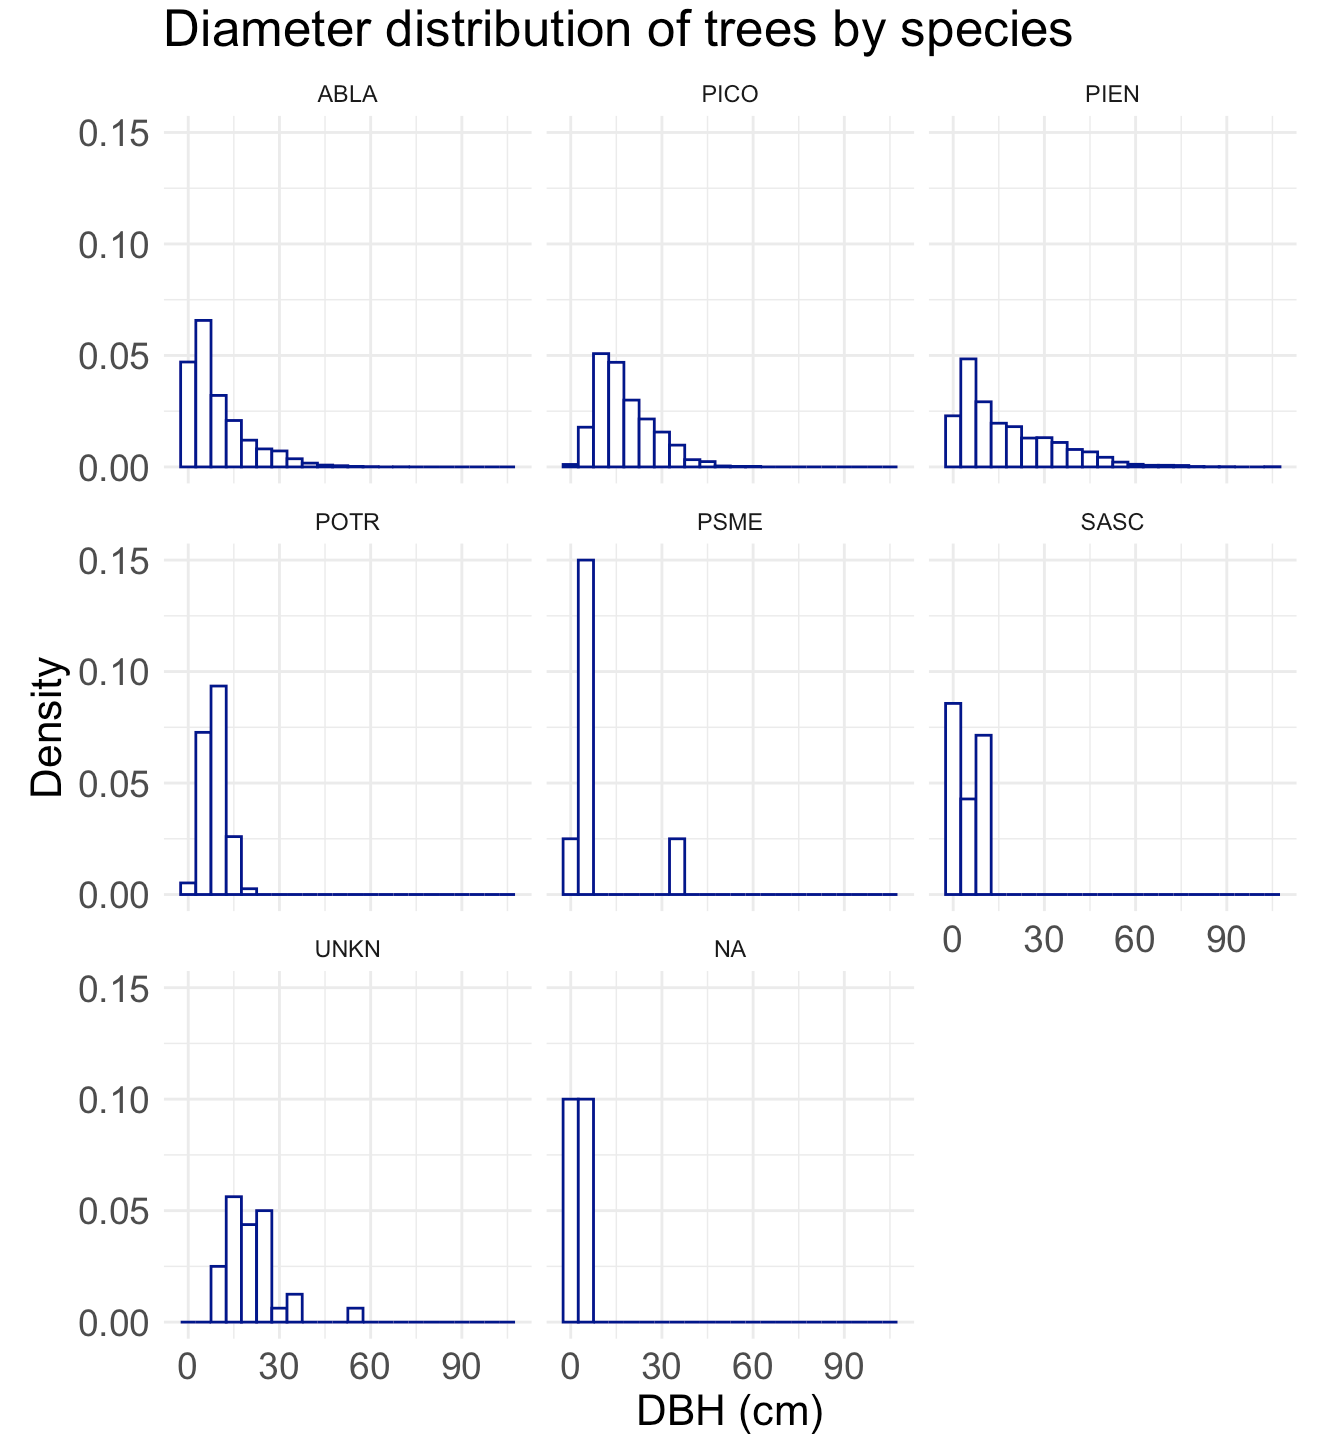 Diameter distribution of trees by species
ABLA PICO PIEN
0.15
0.10
0.05
0.00
POTR PSME SASC
0.15
0.10
0.05
0.00
0 30 60 90
Density
UNKN NA
0.15
0.10
0.05
0.00
0 30 60 90 0 30 60 90
DBH (cm)